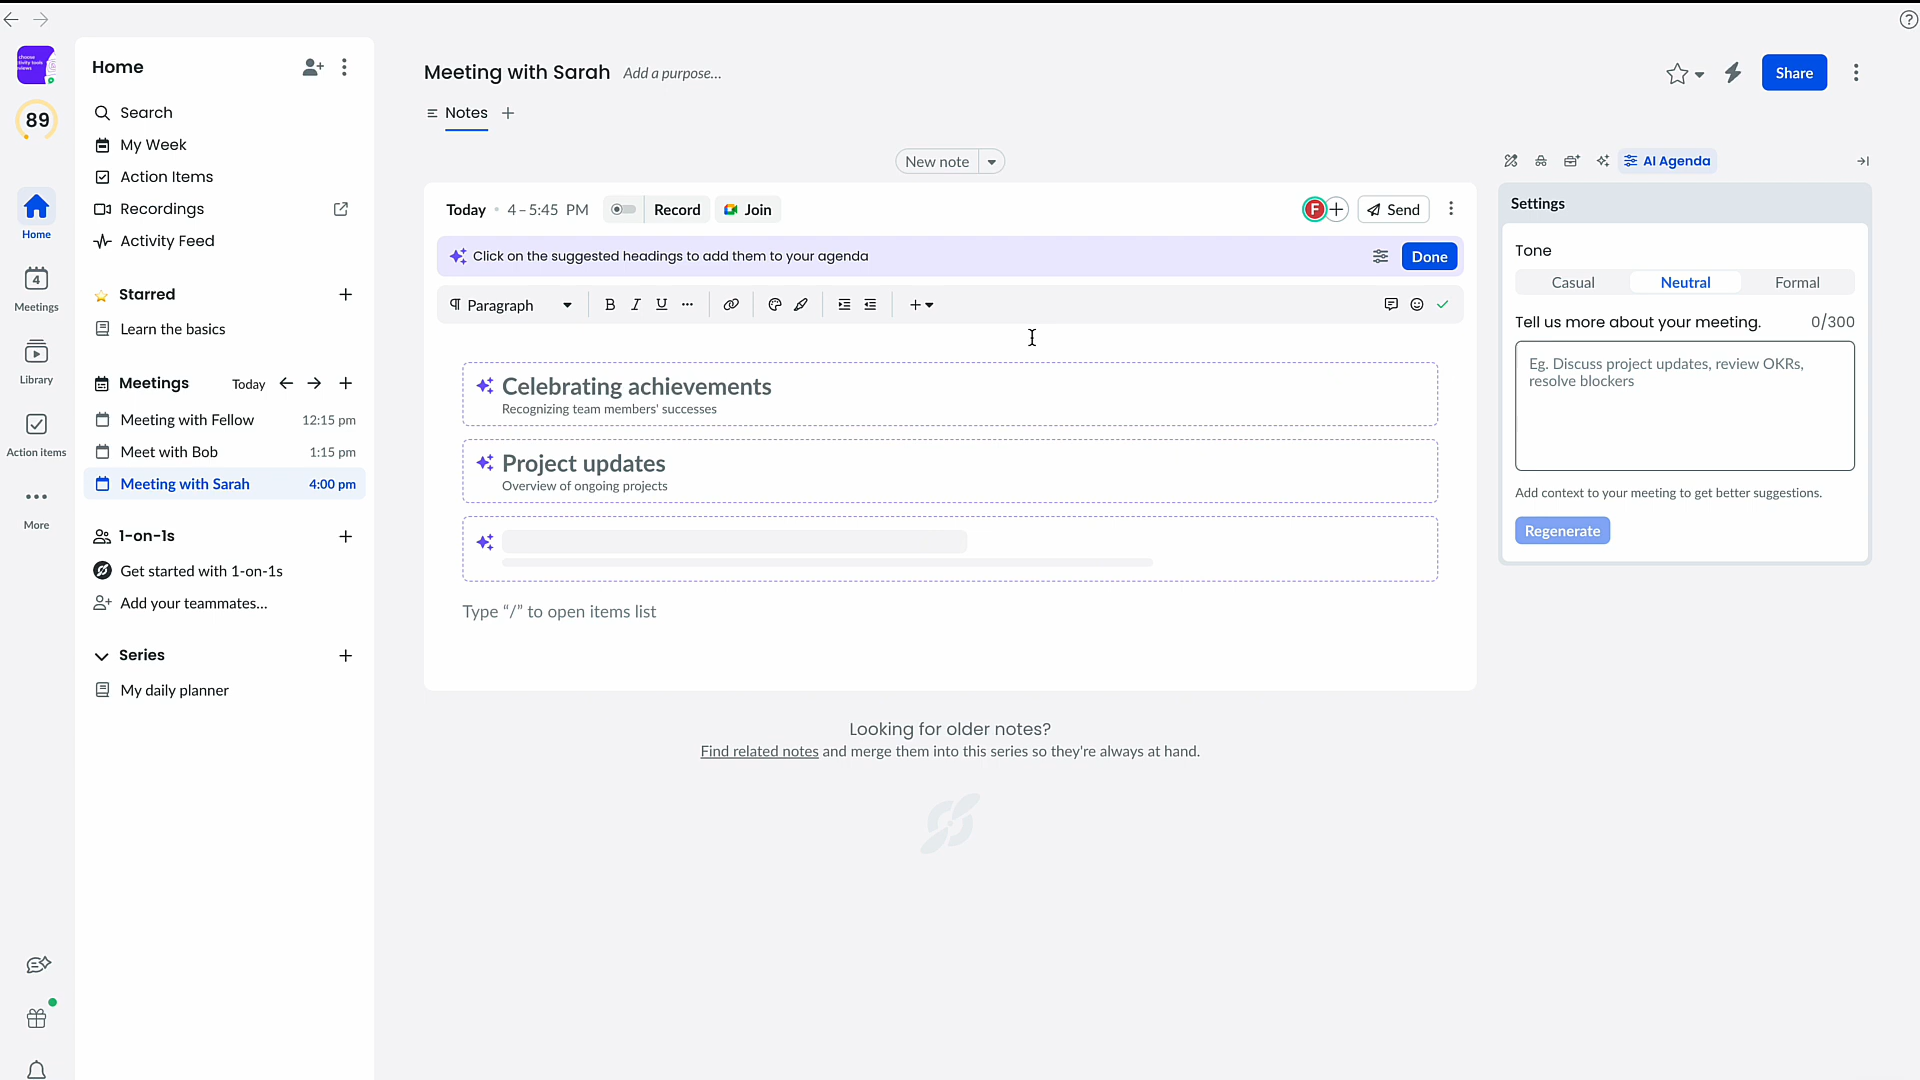 Home
Search
My Week
Action Items
Recordings
Activity Feed
Starred
Learn the basics
Meetings Today
Meeting with Fellow 12:15 pm
Meet with Bob 1:15 pm
Meeting with Sarah 4:00 pm
1-on-1s
Get started with 1-on-1s
Add your teammates...
Series
My daily planner
89
Home
4
Meetings
Library
Action items
More
Meeting with Sarah Add a purpose...
Share
Notes
New note
Today • 4 – 5:45 PM Record Join
F
Send
Click on the suggested headings to add them to your agenda
Done
Paragraph B I U
Celebrating achievements
Recognizing team members' successes
Project updates
Overview of ongoing projects
Type “/” to open items list
Looking for older notes?
Find related notes and merge them into this series so they're always at hand.
AI Agenda
Settings
Tone
Casual Neutral Formal
Tell us more about your meeting. 0/300
Eg. Discuss project updates, review OKRs,
resolve blockers
Add context to your meeting to get better suggestions.
Regenerate